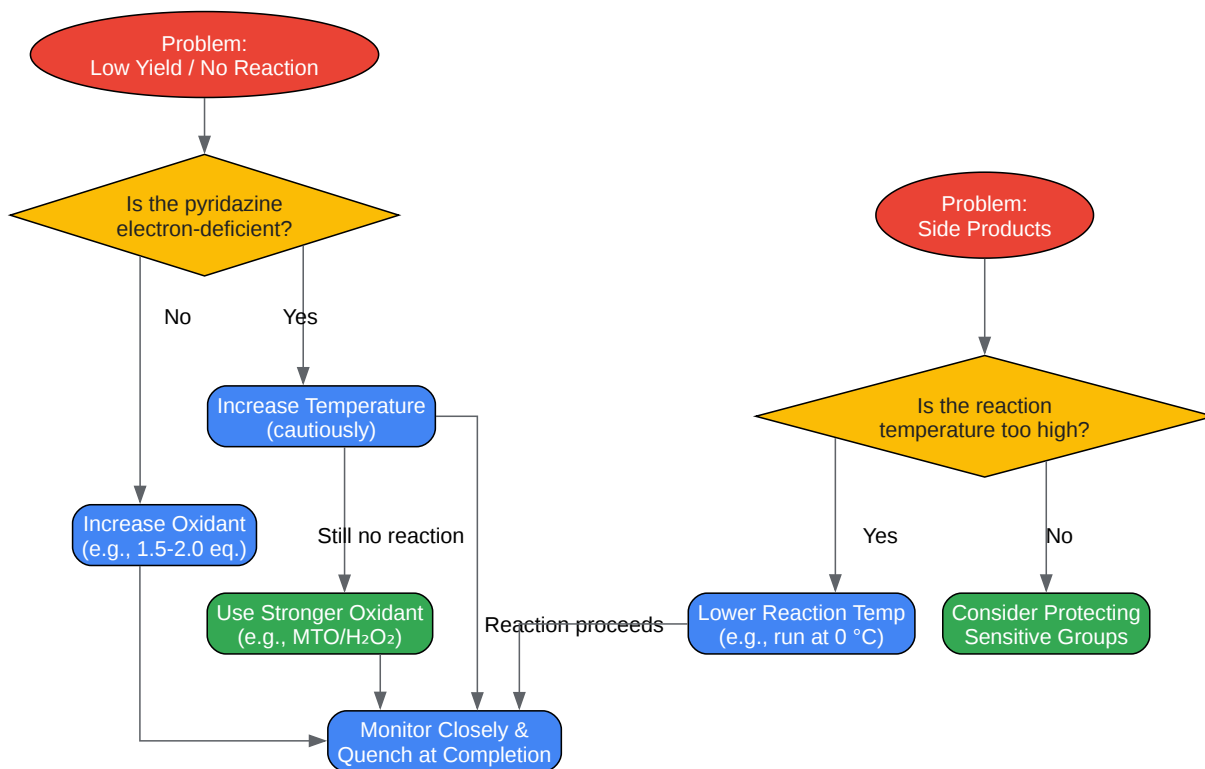 Problem:
Low Yield / No Reaction
Is the pyridazine
electron-deficient?
Problem:
Side Products
No
Yes
Increase Temperature
(cautiously)
Is the reaction
temperature too high?
Increase Oxidant
(e.g., 1.5-2.0 eq.)
Still no reaction
Yes
No
Use Stronger Oxidant
(e.g., MTO/H₂O₂)
Reaction proceeds
Lower Reaction Temp
(e.g., run at 0 °C)
Consider Protecting
Sensitive Groups
Monitor Closely &
Quench at Completion